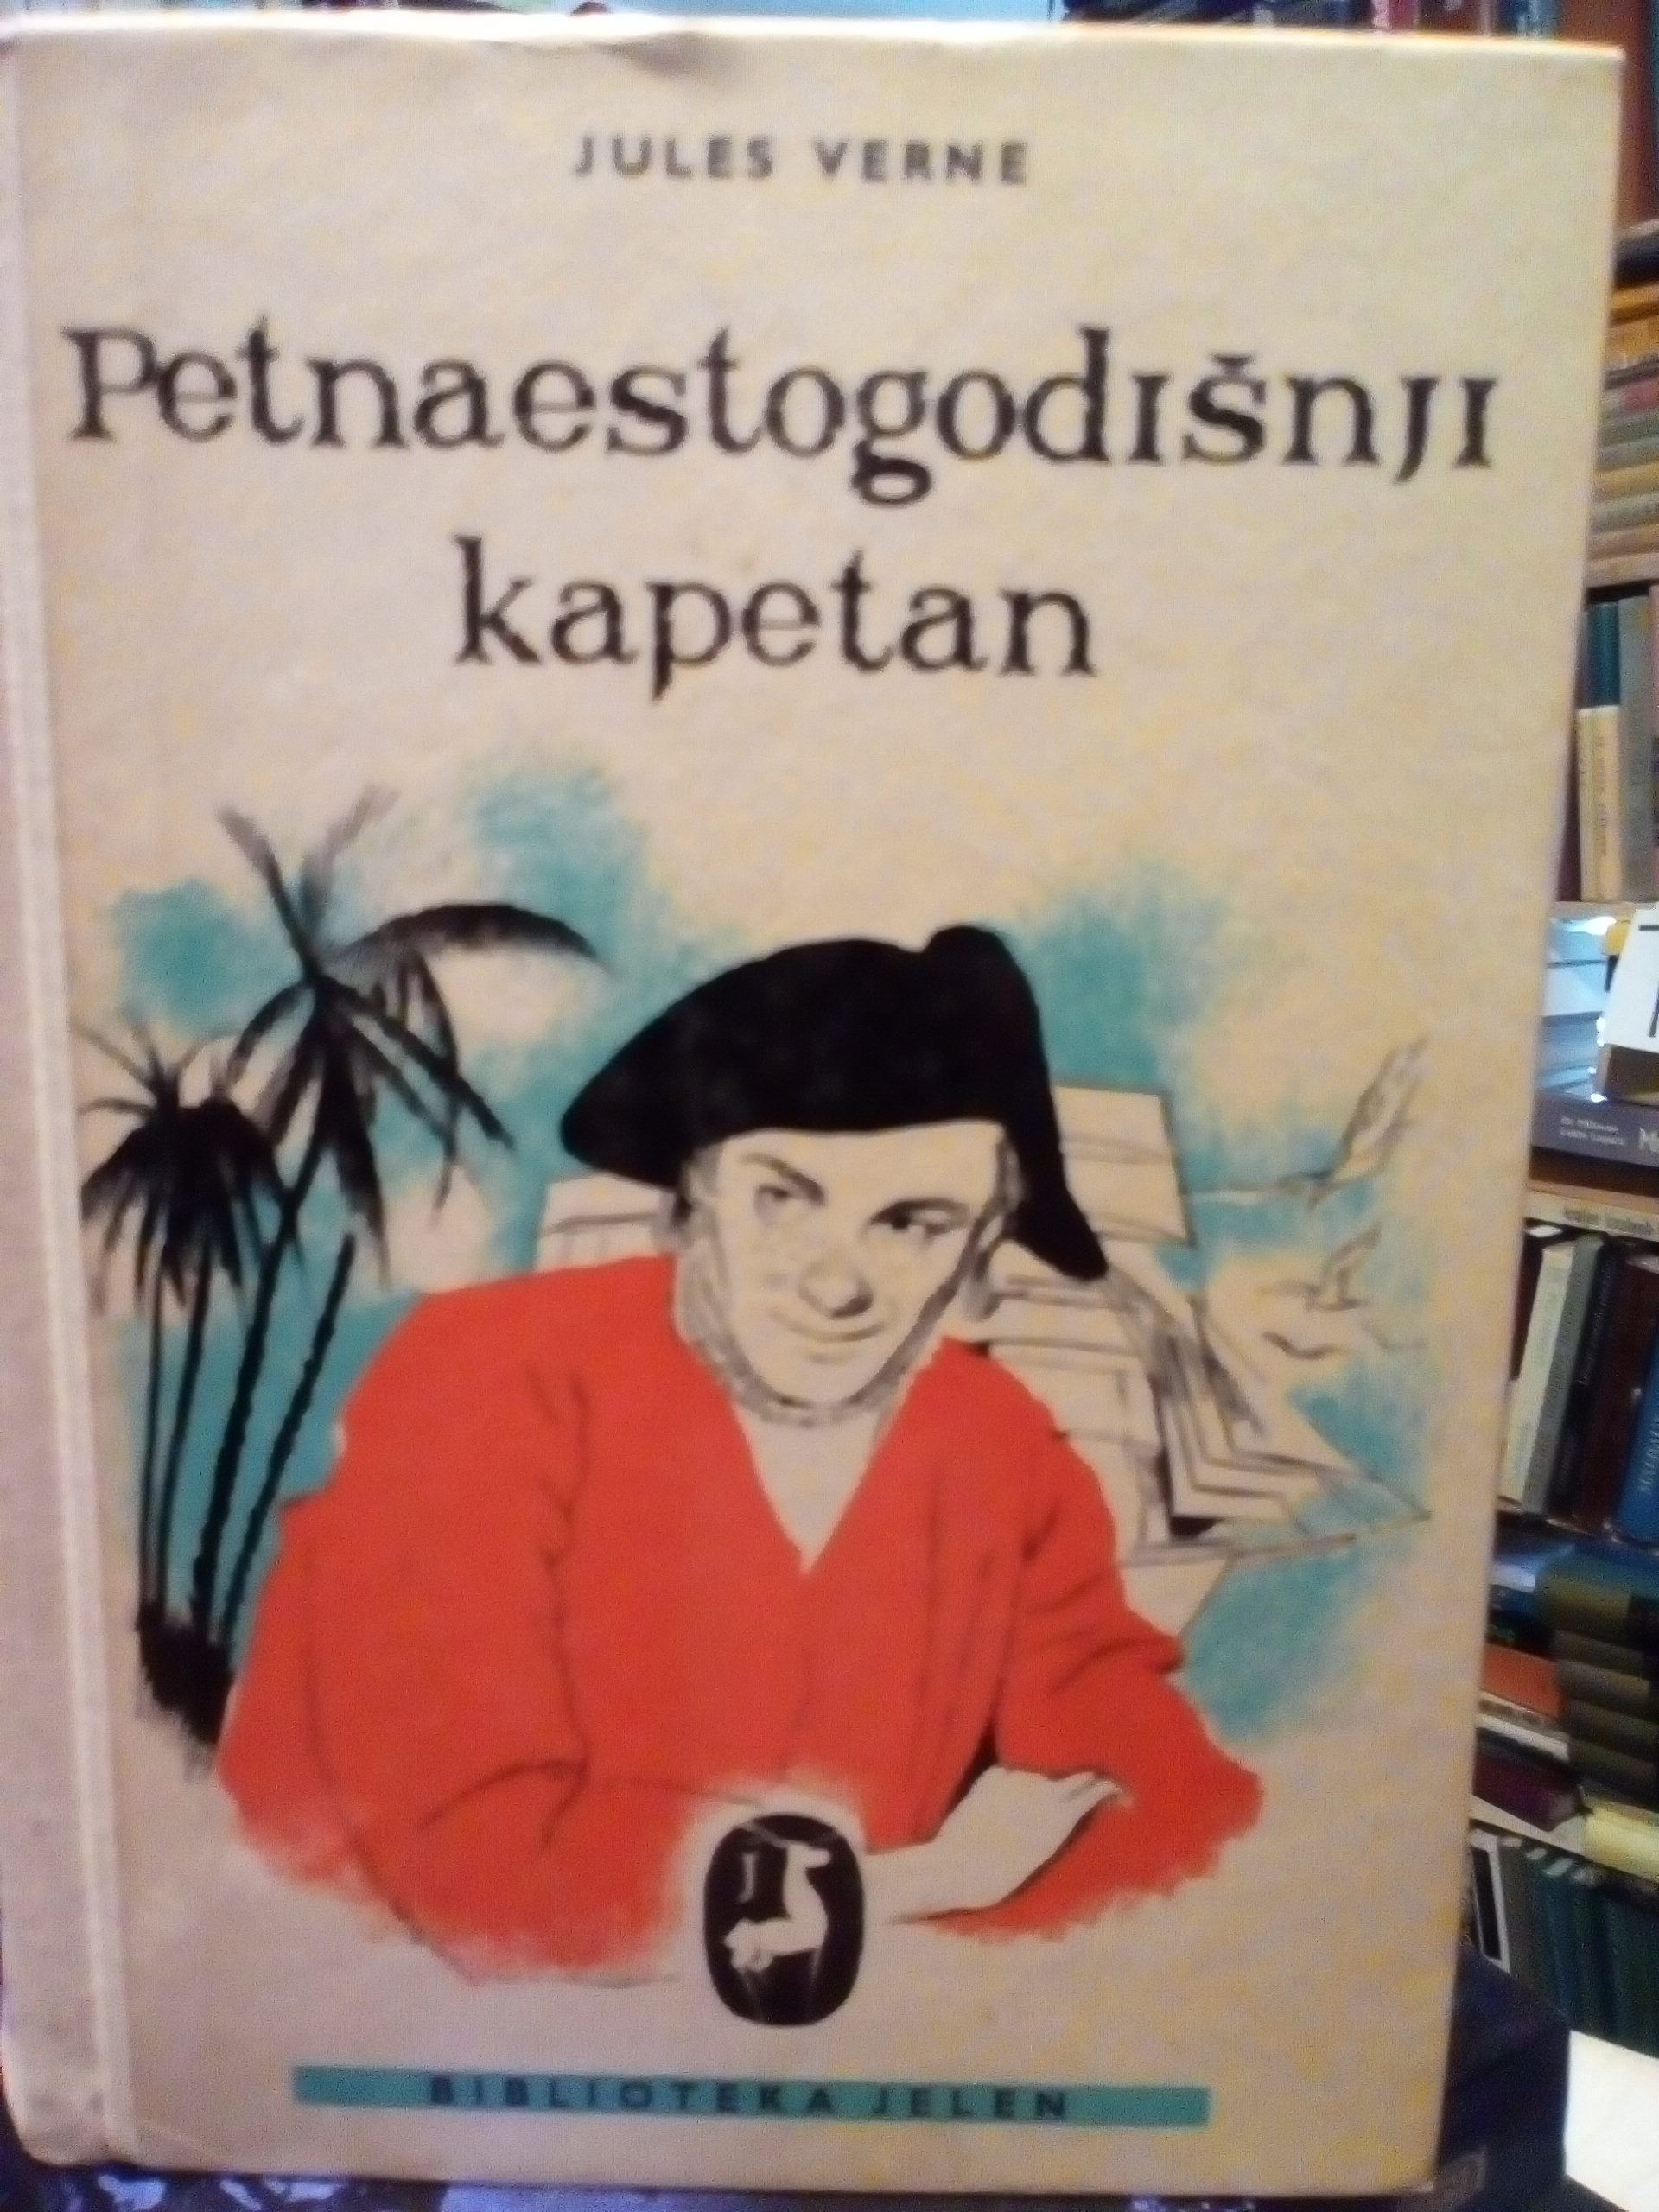 JULES VERNE
Petnaestogodišnji
kapetan
BIBLIOTEKA JELEN